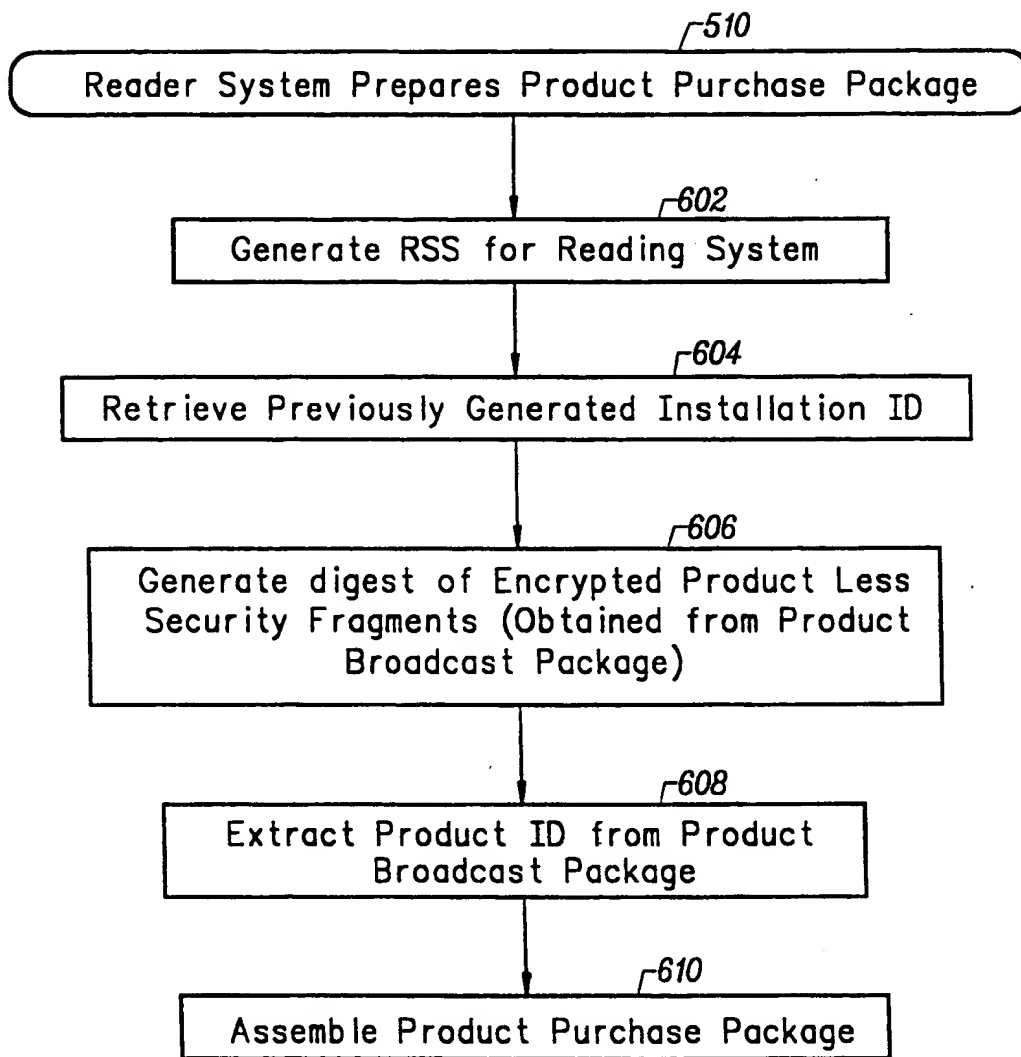 510
Reader System Prepares Product Purchase Package
602
Generate RSS for Reading System
604
Retrieve Previously Generated Installation ID
606
Generate digest of Encrypted Product Less
Security Fragments (Obtained from Product
Broadcast Package)
608
Extract Product ID from Product
Broadcast Package
610
Assemble Product Purchase Package